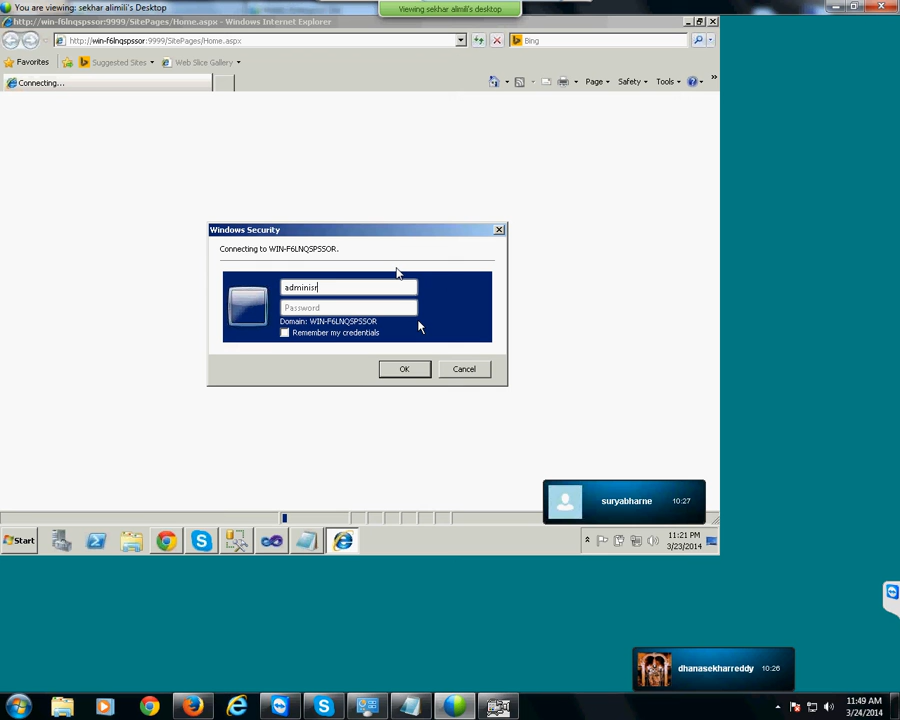 You are viewing: sekhar alimili's Desktop
Viewing sekhar alimili's desktop
http://win-f6lnqspssor:9999/SitePages/Home.aspx - Windows Internet Explorer
http://win-f6lnqspssor:9999/SitePages/Home.aspx
Bing
Favorites
Suggested Sites
Web Slice Gallery
Connecting...
Page
Safety
Tools
Windows Security
Connecting to WIN-F6LNQSPSSOR.
adminisr
Password
Domain: WIN-F6LNQSPSSOR
Remember my credentials
OK
Cancel
suryabharne 10:27
Start
11:21 PM
3/23/2014
dhanasekharreddy 10:26
11:49 AM
3/24/2014